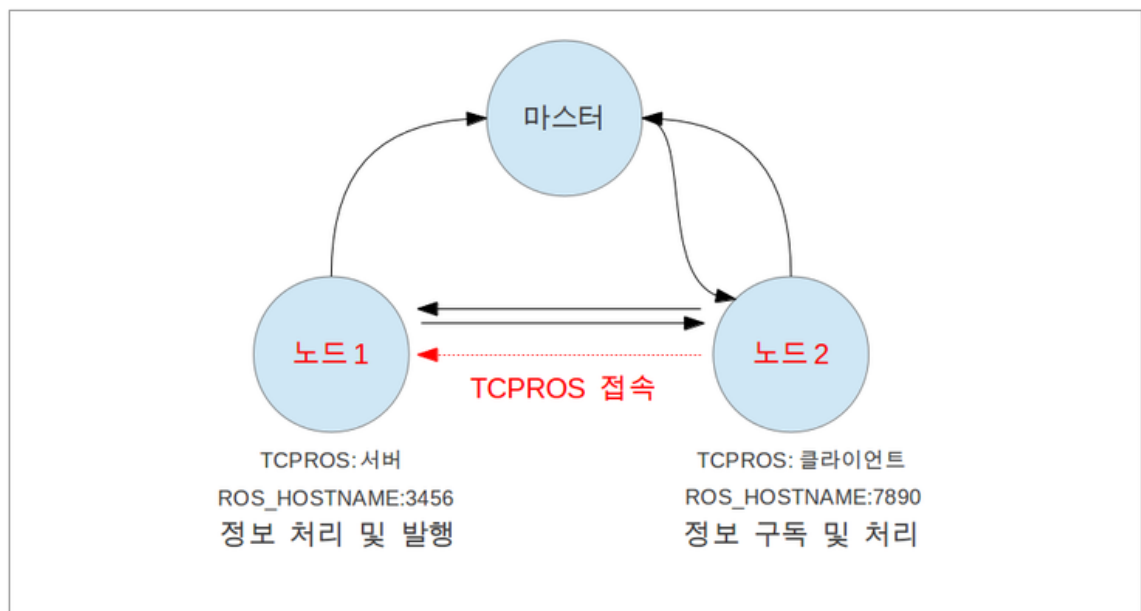 마스터
노드 1
노드 2
TCPROS 접속
TCPROS: 서버
ROS_HOSTNAME:3456
정보 처리 및 발행
TCPROS: 클라이언트
ROS_HOSTNAME:7890
정보 구독 및 처리